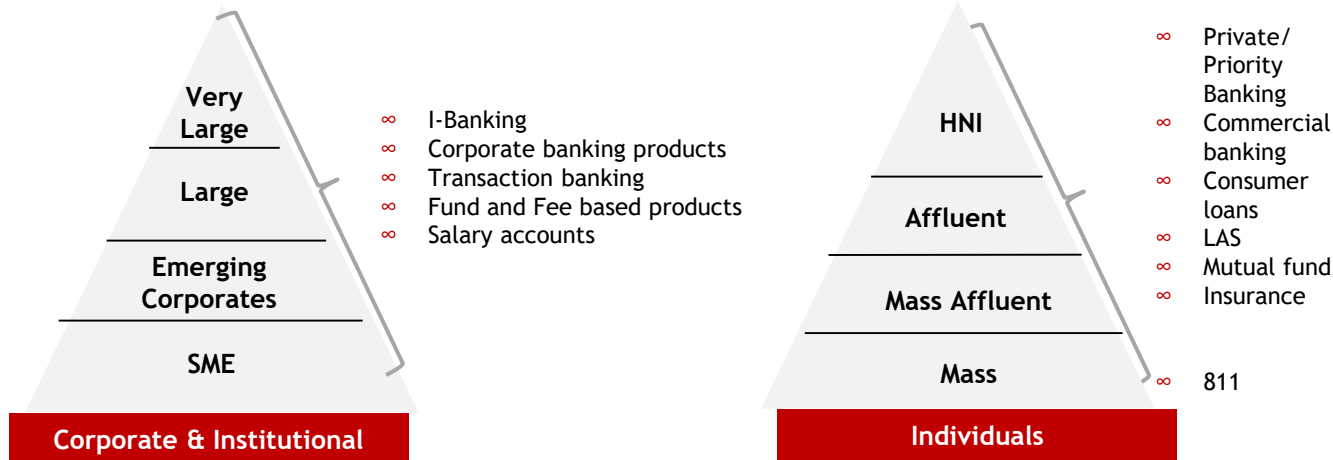 Very
Large
Large
Emerging
Corporates
SME
Corporate & Institutional
∞ I-Banking
∞ Corporate banking products
∞ Transaction banking
∞ Fund and Fee based products
∞ Salary accounts
HNI
Affluent
Mass Affluent
Mass
Individuals
∞ Private/
Priority
Banking
∞ Commercial
banking
∞ Consumer
loans
∞ LAS
∞ Mutual fund
∞ Insurance
∞ 811